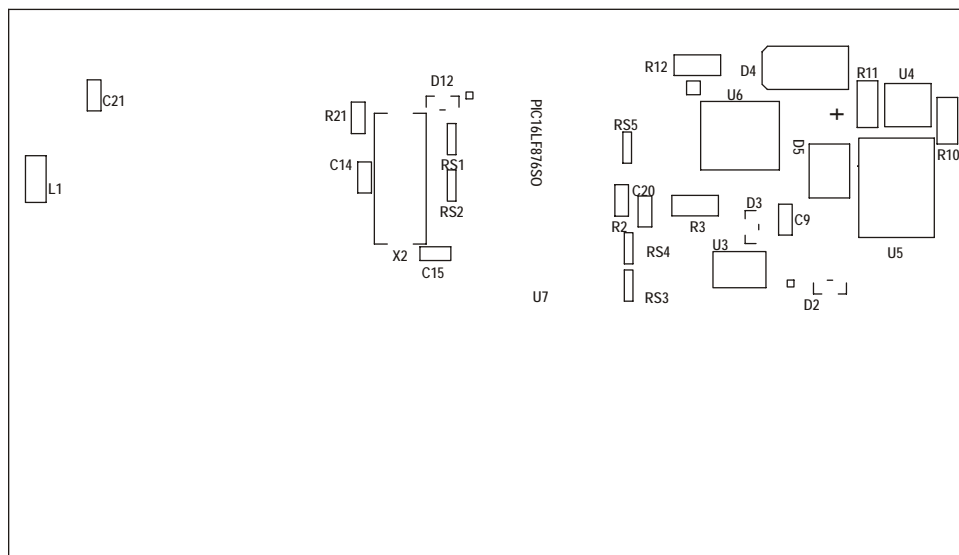 R12
D4
R11
U4
D12
U6
C21
R21
PIC16LF876SO
RS5
D5
R10
C14
RS1
L1
C20
RS2
D3
R2
R3
C9
U3
X2
RS4
U5
C15
U7
RS3
D2